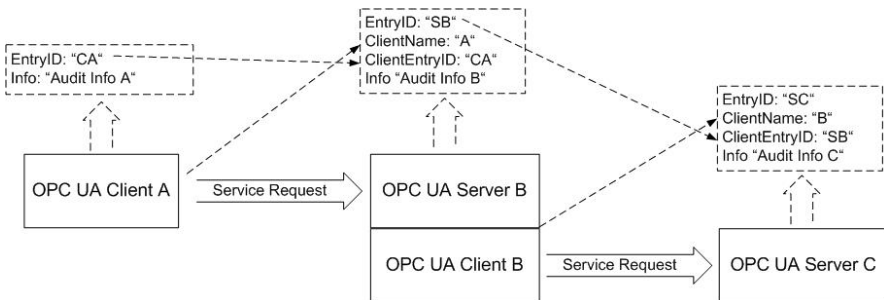 EntryID: “CA“
Info: “Audit Info A“
EntryID: “SB“
ClientName: “A“
ClientEntryID: “CA“
Info “Audit Info B“
EntryID: “SC“
ClientName: “B“
ClientEntryID: “SB“
Info “Audit Info C“
OPC UA Client A
Service Request
OPC UA Server B
OPC UA Client B
Service Request
OPC UA Server C